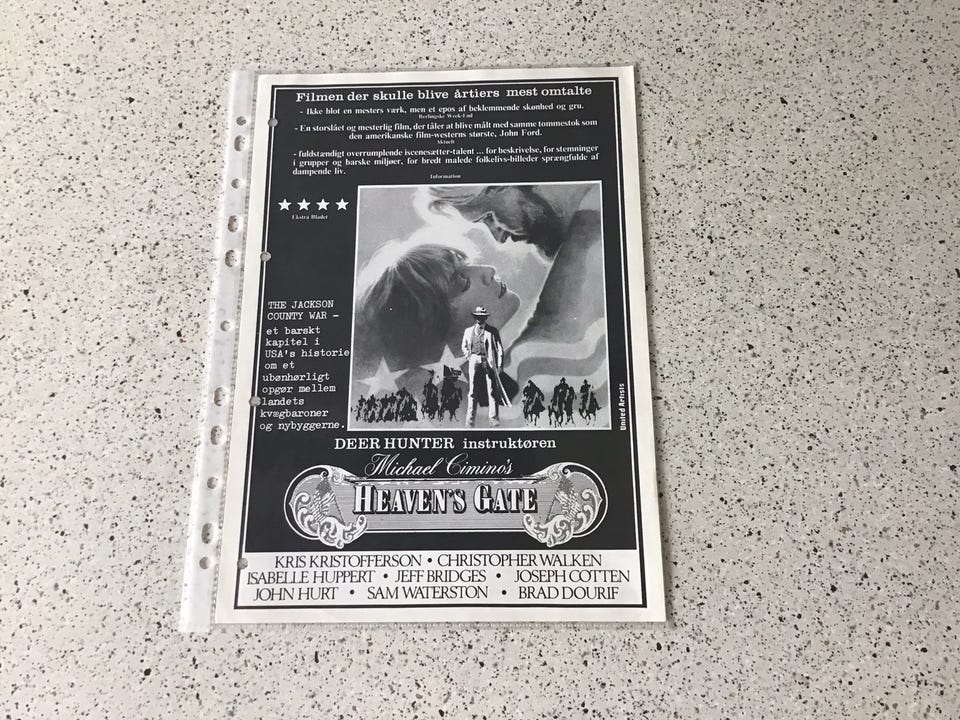 Filmen der skulle blive årtiers mest omtalte
- Ikke blot en mesters værk, men et epos af beklemmende skønhed og gru.
Berlingske Week-End
- En storslået og mesterlig film, der tåler at blive målt med samme tommestok som
den amerikanske film-westerns største, John Ford.
Aktuelt
- fuldstændigt overrumplende iscenesætter-talent ... for beskrivelse, for stemninger
i grupper og barske miljøer, for bredt malede folkelivs-billeder sprængfulde af
dampende liv.
Information
Ekstra Bladet
THE JACKSON
COUNTY WAR -
et barskt
kapitel i
USA's historie
om et
ubønhørligt
opgør mellem
landets
kvægbaroner
og nybyggerne.
United Artists
DEER HUNTER instruktøren
Michael Cimino's
HEAVEN'S GATE
KRIS KRISTOFFERSON • CHRISTOPHER WALKEN
ISABELLE HUPPERT • JEFF BRIDGES • JOSEPH COTTEN
JOHN HURT • SAM WATERSTON • BRAD DOURIF